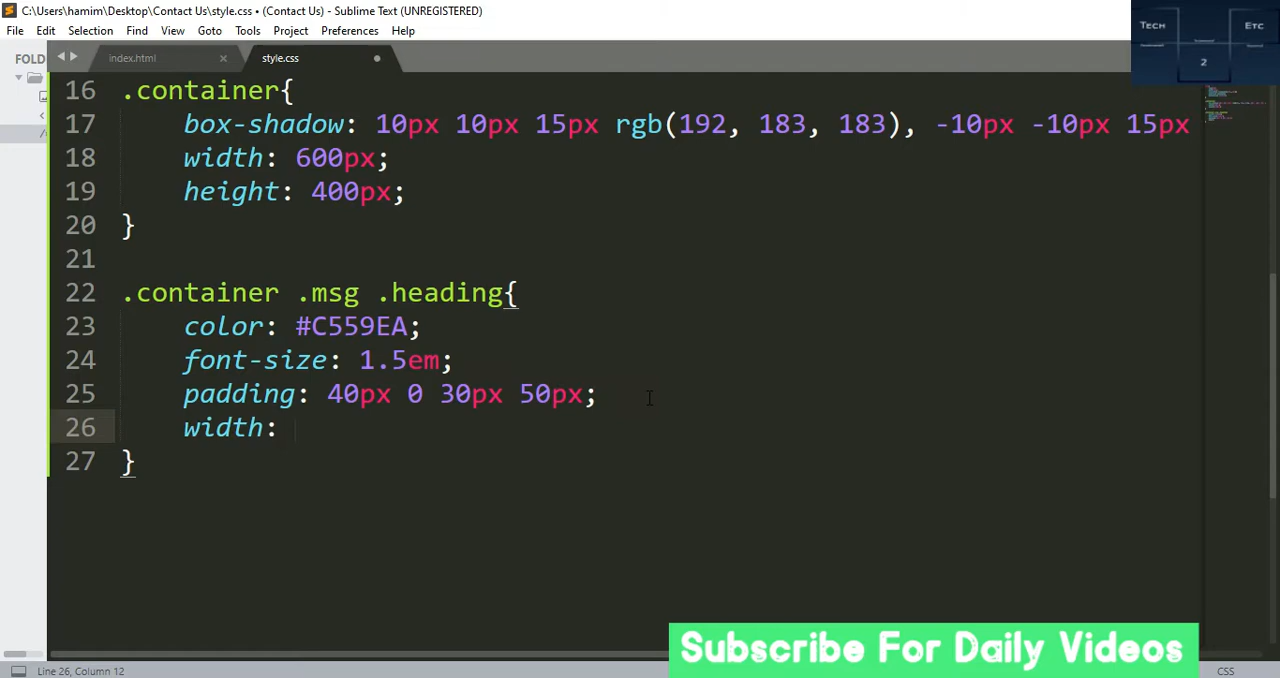 C:\Users\hamim\Desktop\Contact Us\style.css • (Contact Us) - Sublime Text (UNREGISTERED)
File Edit Selection Find View Goto Tools Project Preferences Help
Tech Etc
2
FOLD
index.html × style.css
16 .container{
17 box-shadow: 10px 10px 15px rgb(192, 183, 183), -10px -10px 15px
18 width: 600px;
19 height: 400px;
20 }
21
22 .container .msg .heading{
23 color: #C559EA;
24 font-size: 1.5em;
25 padding: 40px 0 30px 50px;
26 width:
27 }
Subscribe For Daily Videos
Line 26, Column 12 CSS